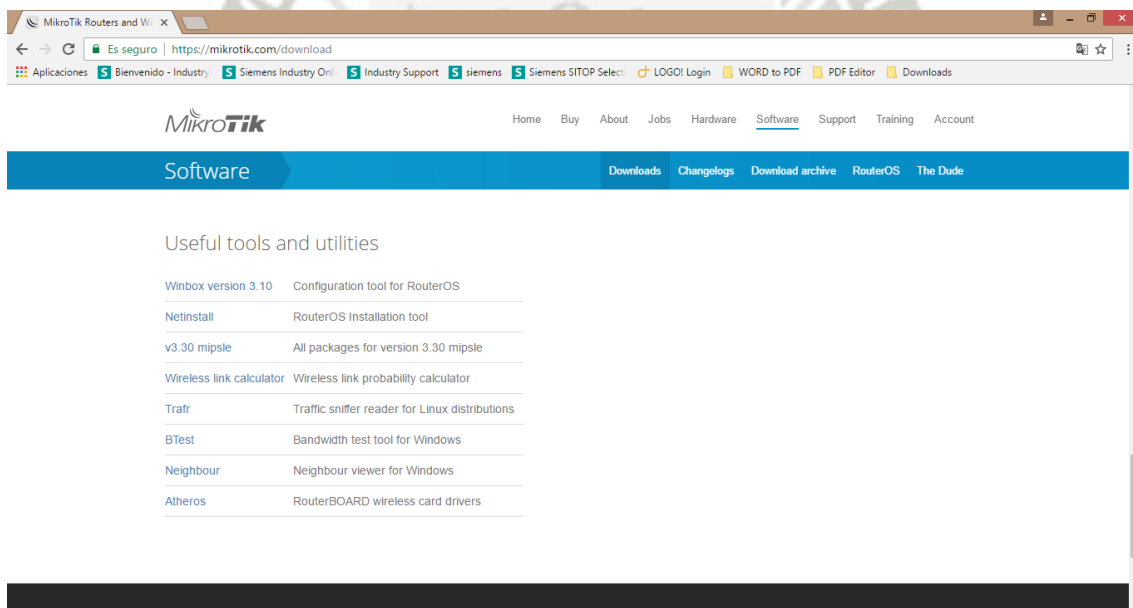 MikroTik Routers and Wi
Es seguro | https://mikrotik.com/download
Aplicaciones Bienvenido - Industry Siemens Industry Onli Industry Support siemens Siemens SITOP Select LOGO! Login WORD to PDF PDF Editor Downloads
MikroTik Home Buy About Jobs Hardware Software Support Training Account
Software Downloads Changelogs Download archive RouterOS The Dude
Useful tools and utilities
Winbox version 3.10 Configuration tool for RouterOS
Netinstall RouterOS Installation tool
v3.30 mipsle All packages for version 3.30 mipsle
Wireless link calculator Wireless link probability calculator
Trafr Traffic sniffer reader for Linux distributions
BTest Bandwidth test tool for Windows
Neighbour Neighbour viewer for Windows
Atheros RouterBOARD wireless card drivers